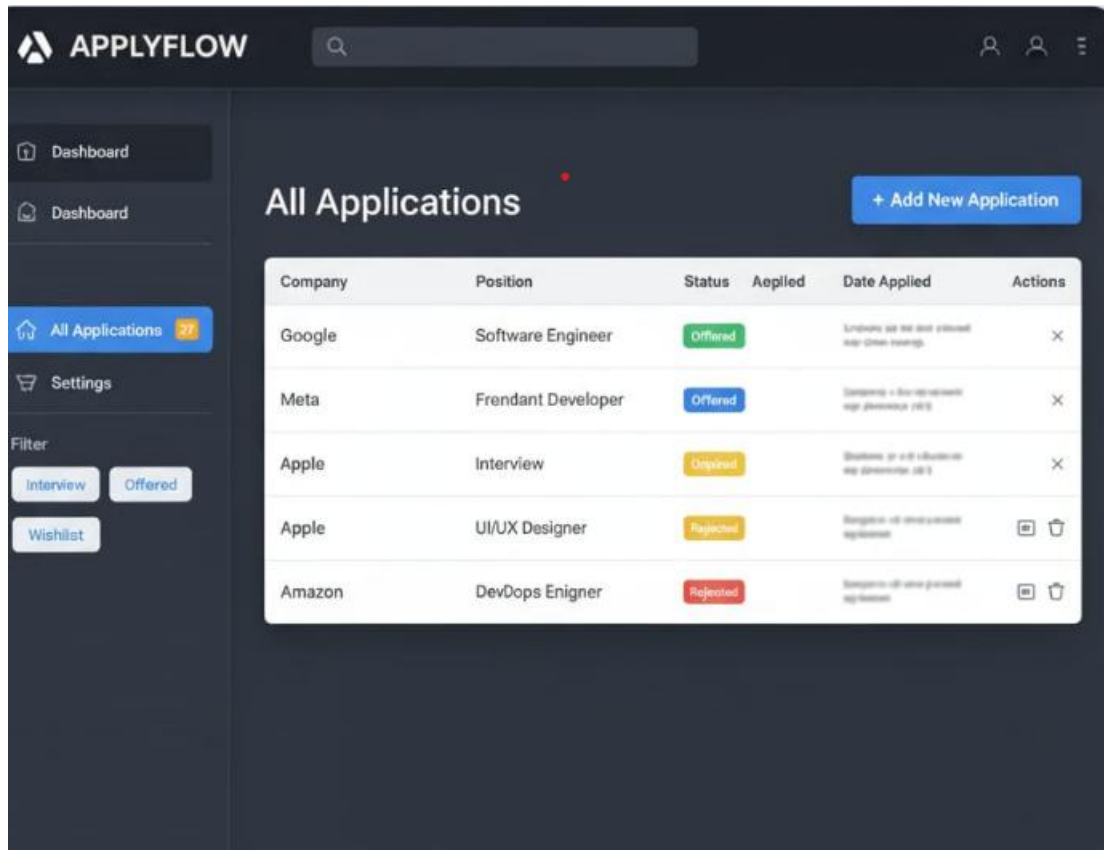 APPLYFLOW
Dashboard
Dashboard
All Applications 27
Settings
Filter
Interview Offered
Wishlist
All Applications
+ Add New Application
Company Position Status Aeplled Date Applied Actions
Google Software Engineer Offered
Meta Frendant Developer Offered
Apple Interview
Apple UI/UX Designer Rejected
Amazon DevDops Enigner Rejected